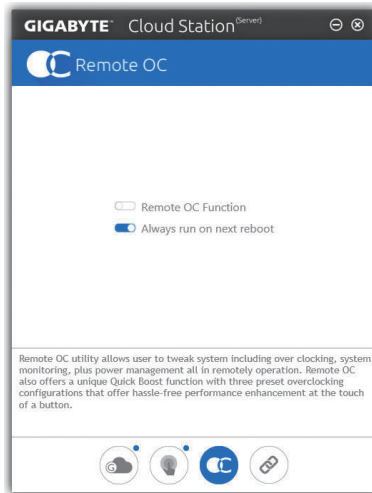 GIGABYTE™ Cloud Station (Server)
Remote OC
Remote OC Function
Always run on next reboot
Remote OC utility allows user to tweak system including over clocking, system
monitoring, plus power management all in remotely operation. Remote OC
also offers a unique Quick Boost function with three preset overclocking
configurations that offer hassle-free performance enhancement at the touch
of a button.
G